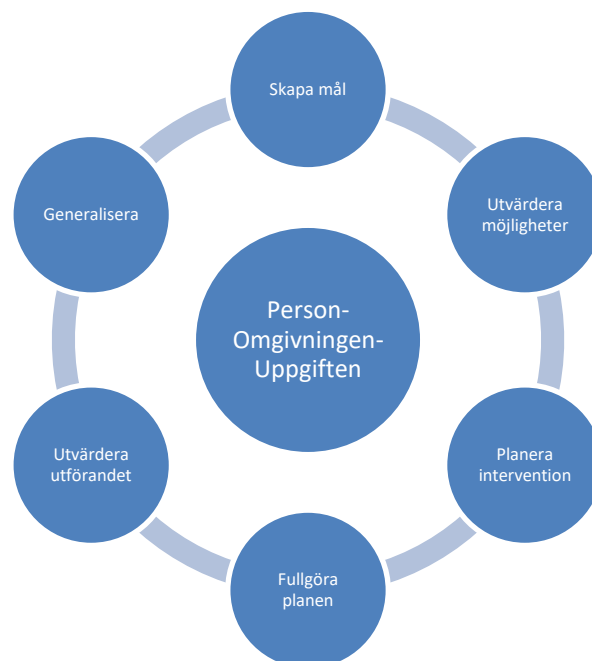 Skapa mål
Utvärdera
möjligheter
Planera
intervention
Fullgöra
planen
Utvärdera
utförandet
Generalisera
Person-
Omgivningen-
Uppgiften